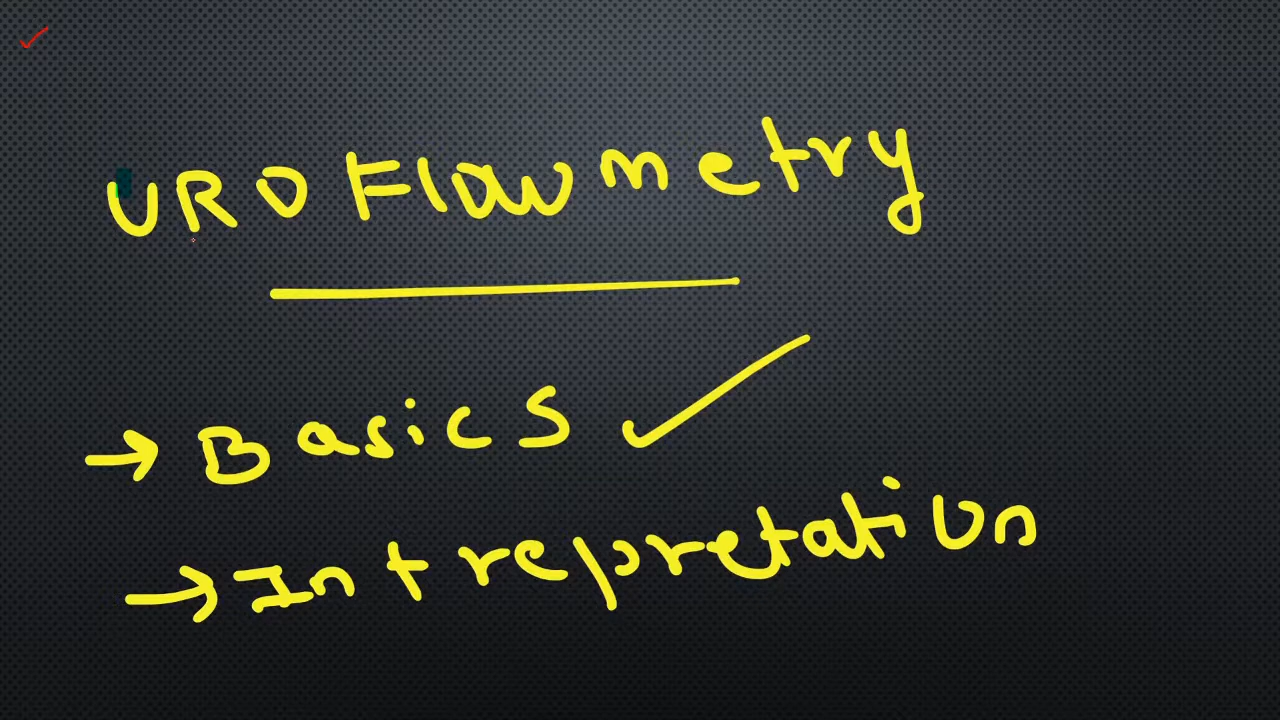 URO Flowmetry
→ Basics ✓
→ Intrepretation